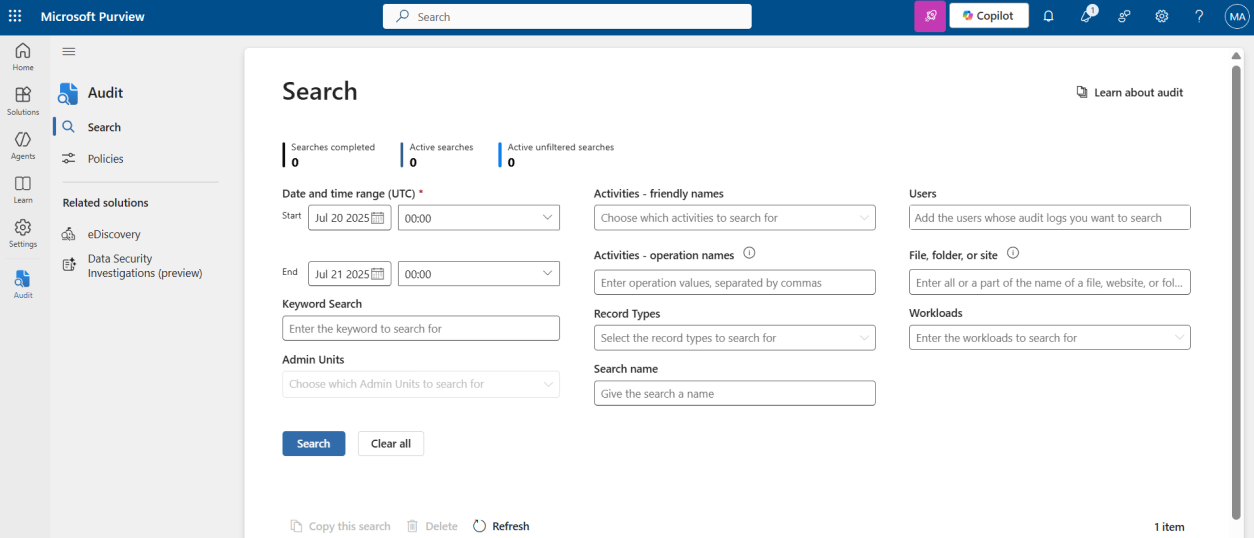 Microsoft Purview
Search
Copilot
1
MA
Home
Solutions
Agents
Learn
Settings
Audit
Audit
Search
Policies
Related solutions
eDiscovery
Data Security
Investigations (preview)
Search
Learn about audit
Searches completed
0
Active searches
0
Active unfiltered searches
0
Date and time range (UTC) *
Start
Jul 20 2025
00:00
End
Jul 21 2025
00:00
Keyword Search
Enter the keyword to search for
Admin Units
Choose which Admin Units to search for
Activities - friendly names
Choose which activities to search for
Activities - operation names
Enter operation values, separated by commas
Record Types
Select the record types to search for
Search name
Give the search a name
Users
Add the users whose audit logs you want to search
File, folder, or site
Enter all or a part of the name of a file, website, or fol...
Workloads
Enter the workloads to search for
Search
Clear all
Copy this search
Delete
Refresh
1 item